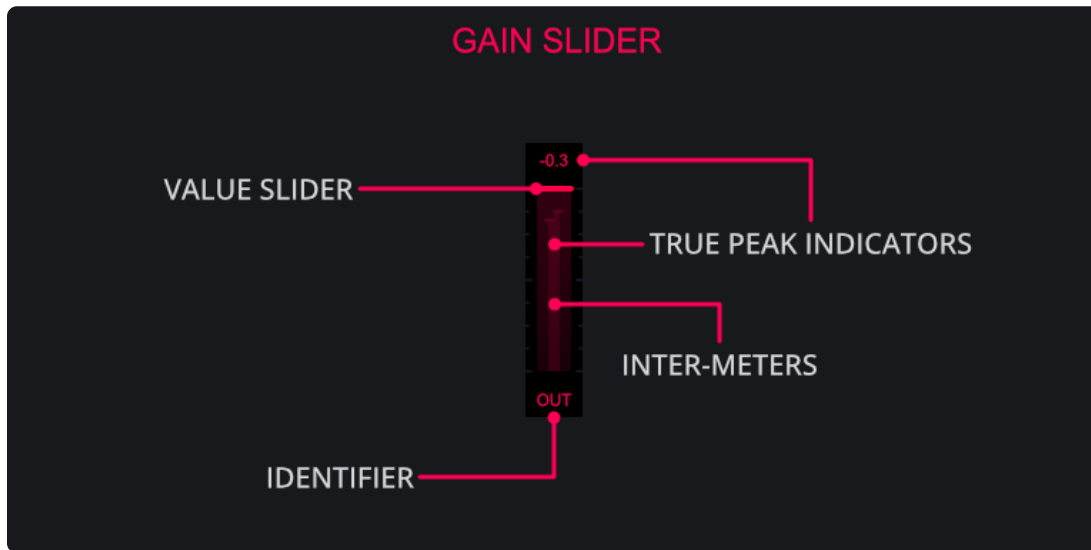 GAIN SLIDER
-0.3
VALUE SLIDER
TRUE PEAK INDICATORS
INTER-METERS
OUT
IDENTIFIER